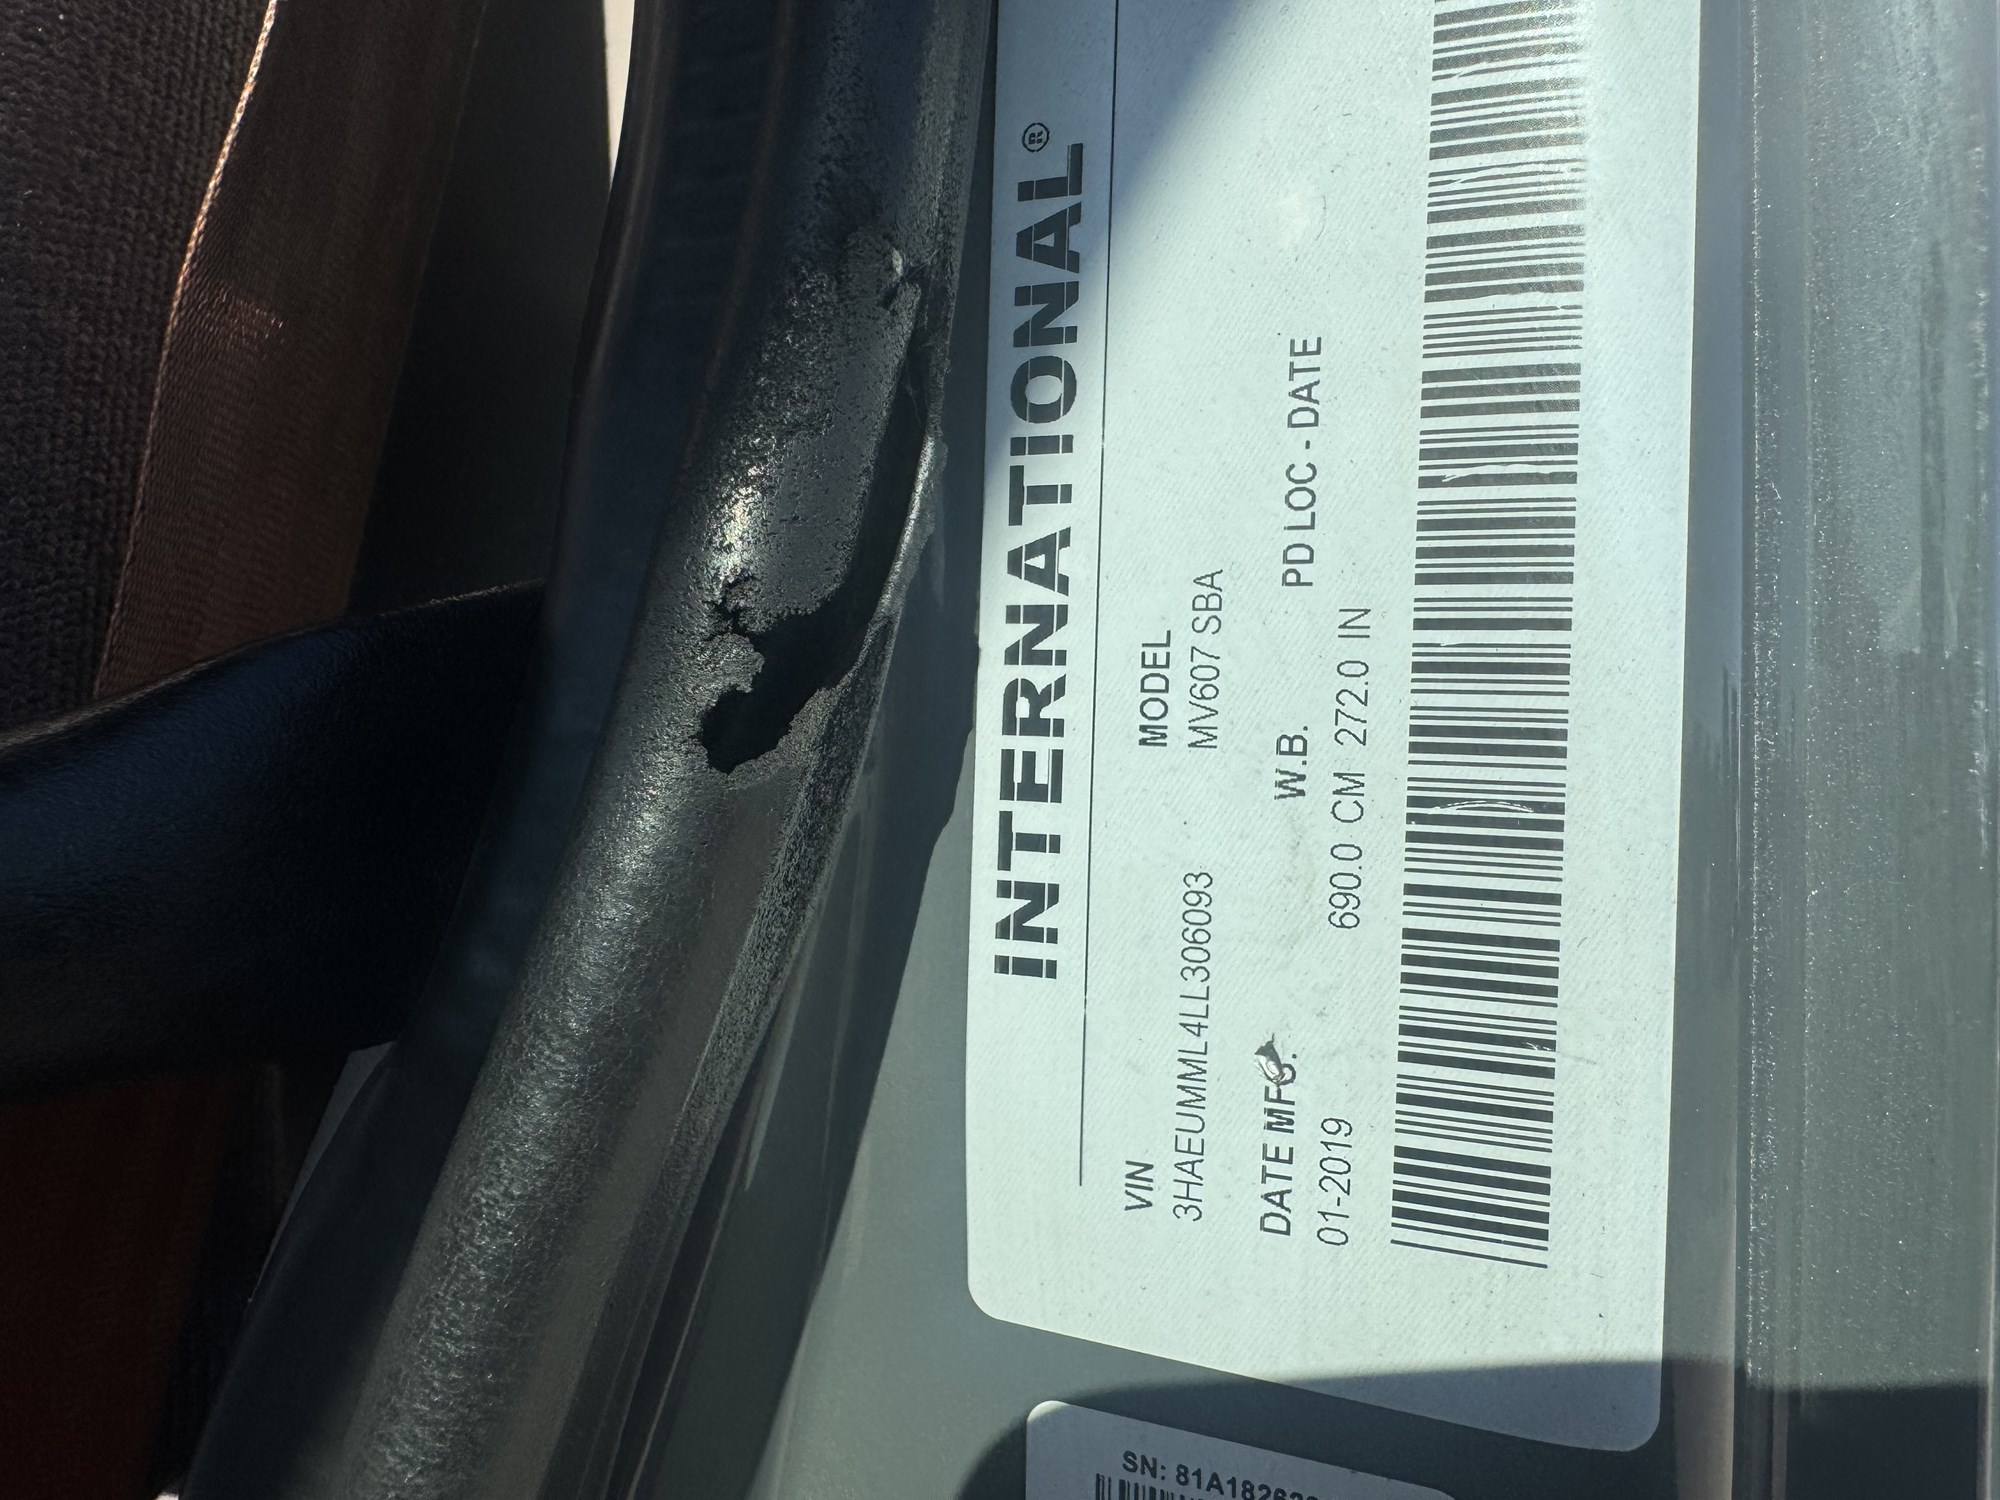 INTERNATIONAL®
VIN MODEL
3HAEUMML4LL306093 MV607 SBA
DATE MFG. W.B. PD LOC - DATE
01-2019 690.0 CM 272.0 IN
SN: